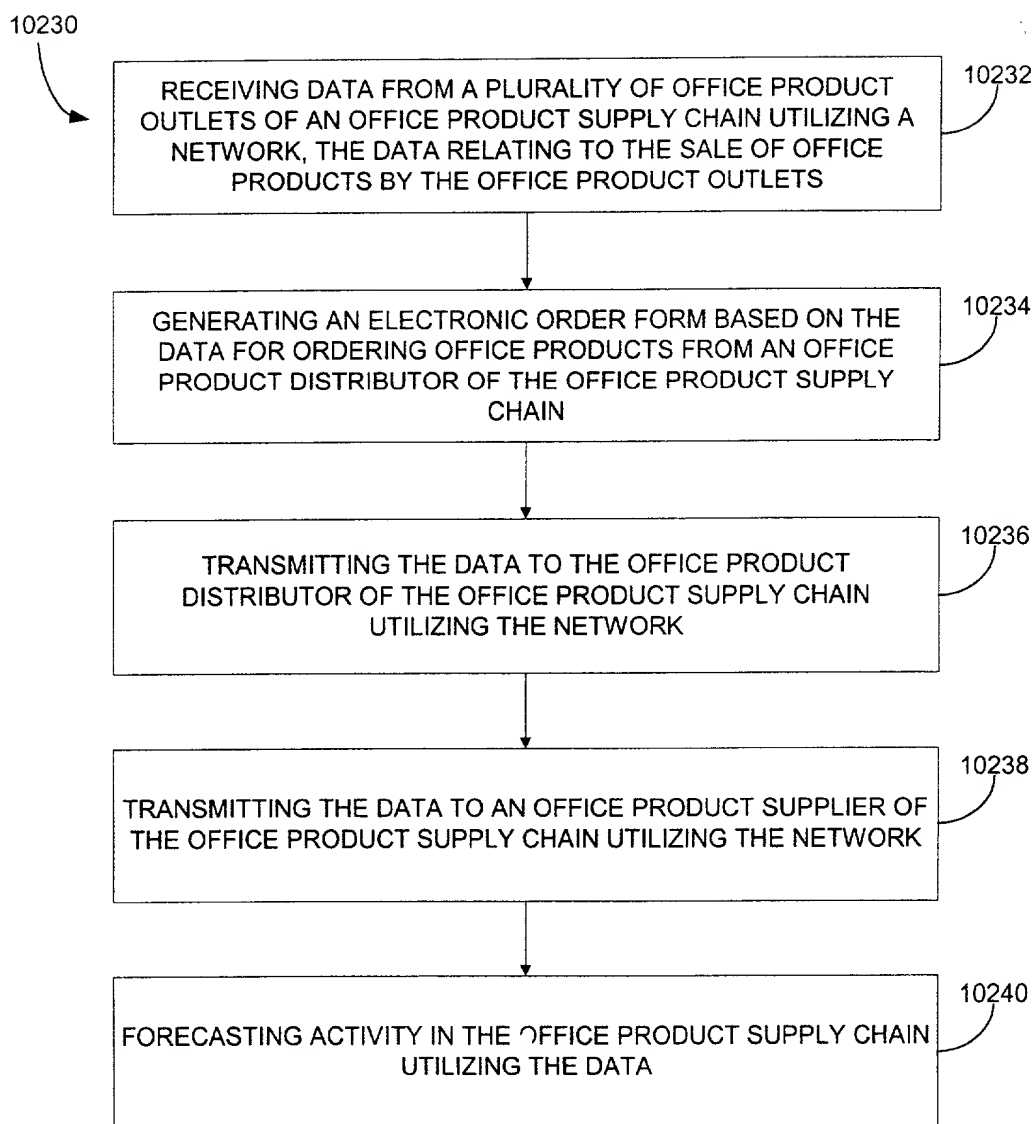 10230
RECEIVING DATA FROM A PLURALITY OF OFFICE PRODUCT
OUTLETS OF AN OFFICE PRODUCT SUPPLY CHAIN UTILIZING A
NETWORK, THE DATA RELATING TO THE SALE OF OFFICE
PRODUCTS BY THE OFFICE PRODUCT OUTLETS
10232
GENERATING AN ELECTRONIC ORDER FORM BASED ON THE
DATA FOR ORDERING OFFICE PRODUCTS FROM AN OFFICE
PRODUCT DISTRIBUTOR OF THE OFFICE PRODUCT SUPPLY
CHAIN
10234
TRANSMITTING THE DATA TO THE OFFICE PRODUCT
DISTRIBUTOR OF THE OFFICE PRODUCT SUPPLY CHAIN
UTILIZING THE NETWORK
10236
TRANSMITTING THE DATA TO AN OFFICE PRODUCT SUPPLIER OF
THE OFFICE PRODUCT SUPPLY CHAIN UTILIZING THE NETWORK
10238
FORECASTING ACTIVITY IN THE OFFICE PRODUCT SUPPLY CHAIN
UTILIZING THE DATA
10240